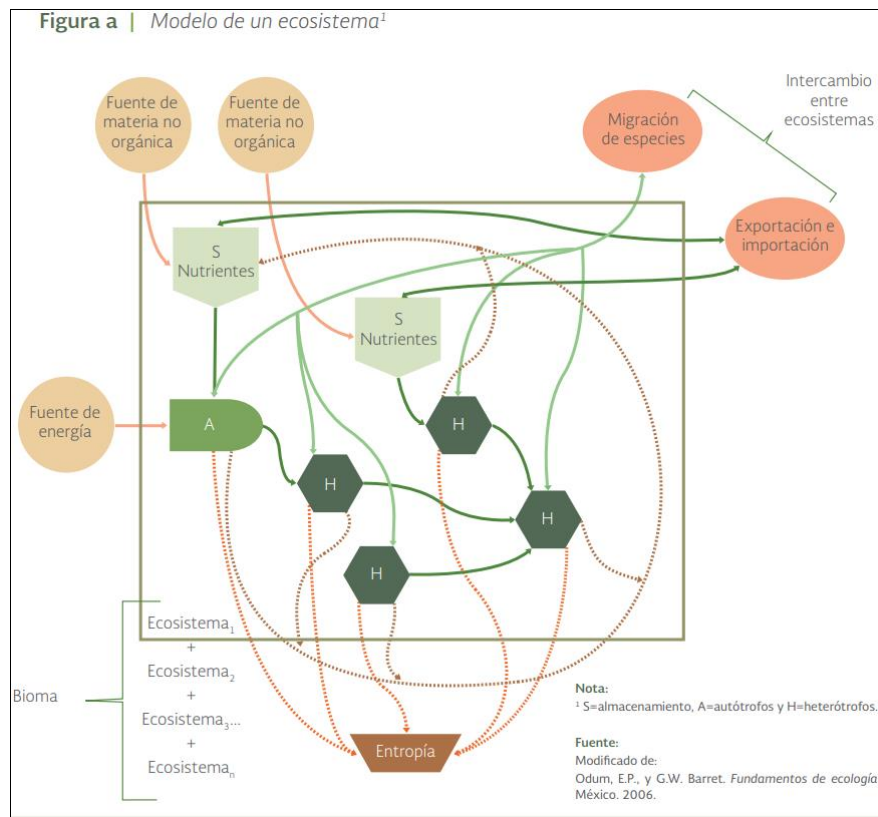 Figura a | Modelo de un ecosistema¹
Fuente de
materia no
orgánica
Fuente de
materia no
orgánica
Migración
de especies
Intercambio
entre
ecosistemas
Exportación e
importación
S
Nutrientes
S
Nutrientes
Fuente de
energía
A
H
H
H
H
Bioma
Ecosistema₁
+
Ecosistema₂
+
Ecosistema₃...
+
Ecosistemaₙ
Entropía
Nota:
¹ S=almacenamiento, A=autótrofos y H=heterótrofos.
Fuente:
Modificado de:
Odum, E.P., y G.W. Barret. Fundamentos de ecología
México. 2006.